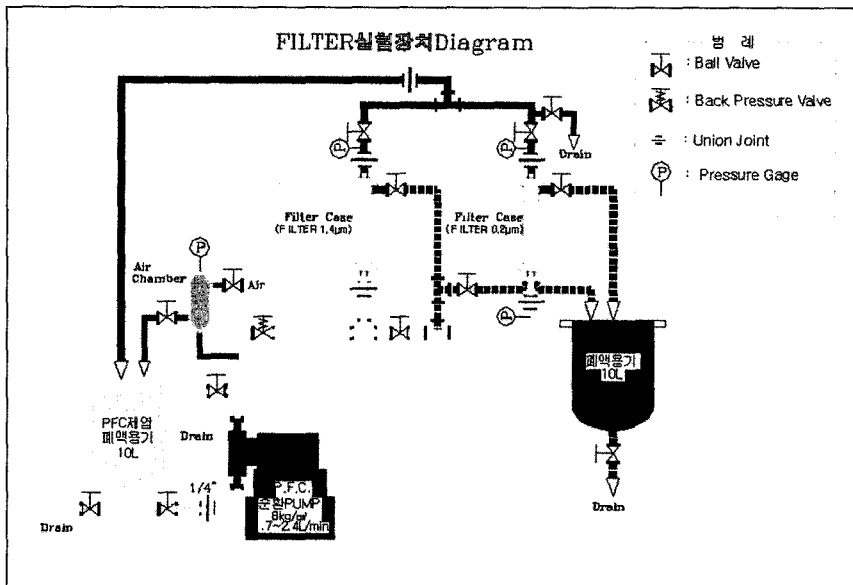 FILTER실험장치Diagram
범 례
: Ball Valve
: Back Pressure Valve
: Union Joint
P : Pressure Gage
P
P
Drain
Filter Case
(FILTER 1.4μm)
Filter Case
(FILTER 0.2μm)
P
Air
Chamber
Air
P
폐액용기
10L
PFC제염
폐액용기
10L
Drain
1/4"
P.F.C.
순환PUMP
8kg/㎠
.7~2.4L/min
Drain
Drain